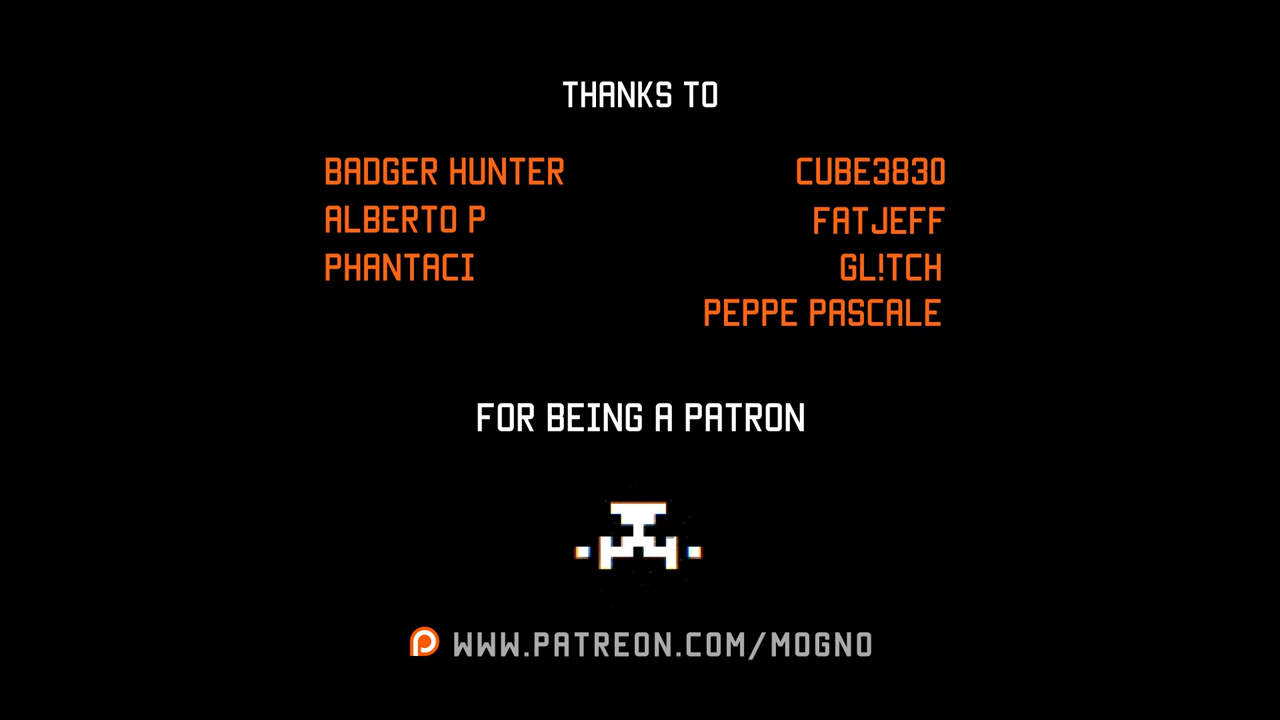 THANKS TO
BADGER HUNTER
CUBE3830
ALBERTO P
FATJEFF
PHANTACI
GL!TCH
PEPPE PASCALE
FOR BEING A PATRON
WWW.PATREON.COM/MOGNO